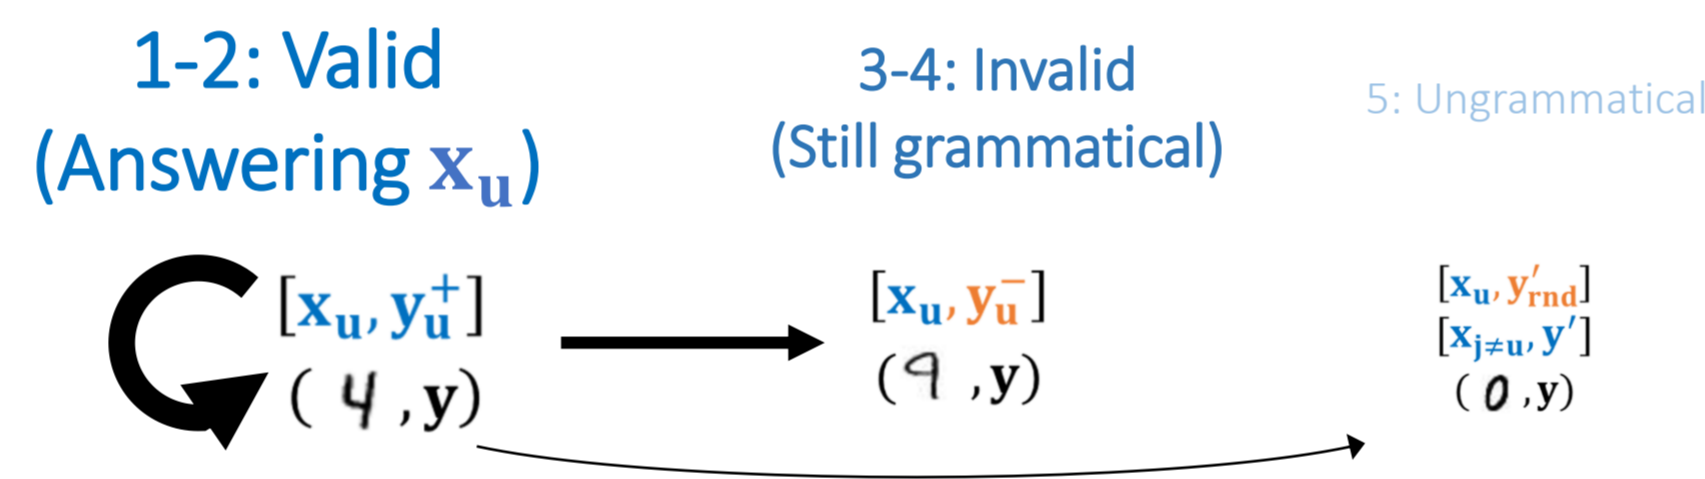 1-2: Valid
(Answering xᵤ)
3-4: Invalid
(Still grammatical)
5: Ungrammatical
[xᵤ, yᵤ⁺]
(4, y)
[xᵤ, yᵤ⁻]
(9, y)
[xᵤ, y′rnd]
[xj≠u, y′]
(0, y)